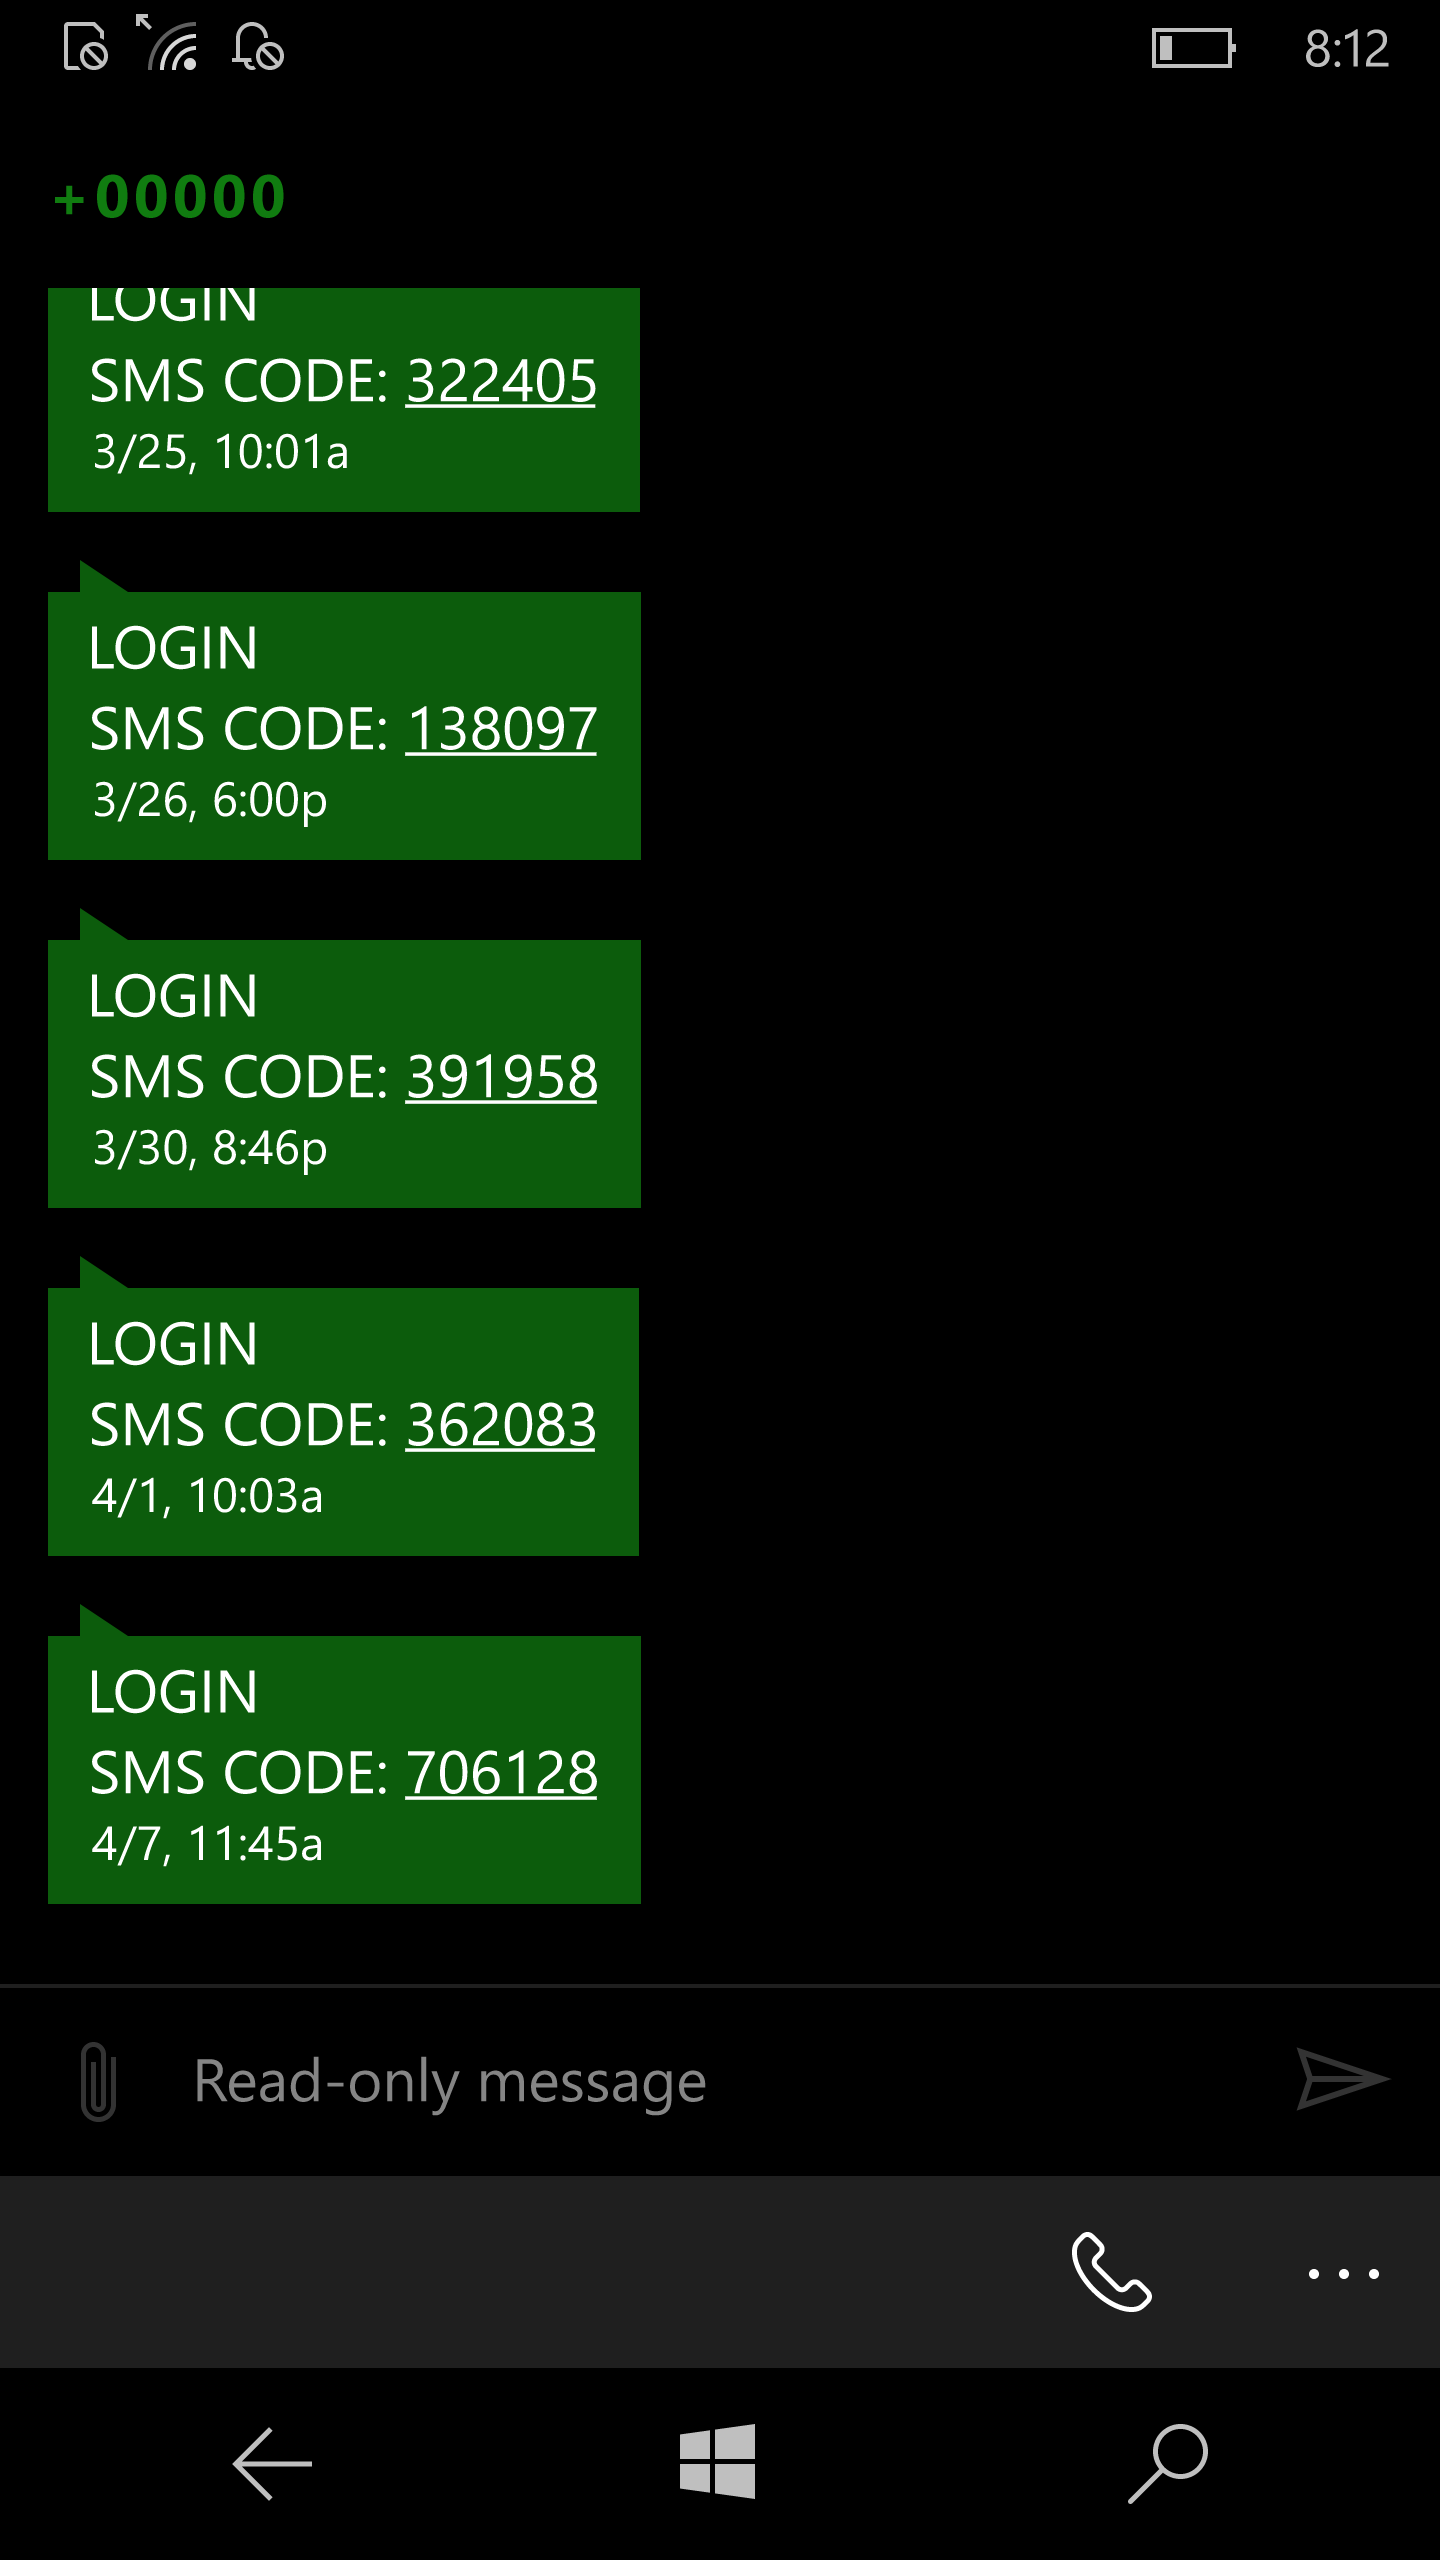 8:12
+00000
LOGIN
SMS CODE: 322405
3/25, 10:01a
LOGIN
SMS CODE: 138097
3/26, 6:00p
LOGIN
SMS CODE: 391958
3/30, 8:46p
LOGIN
SMS CODE: 362083
4/1, 10:03a
LOGIN
SMS CODE: 706128
4/7, 11:45a
Read-only message